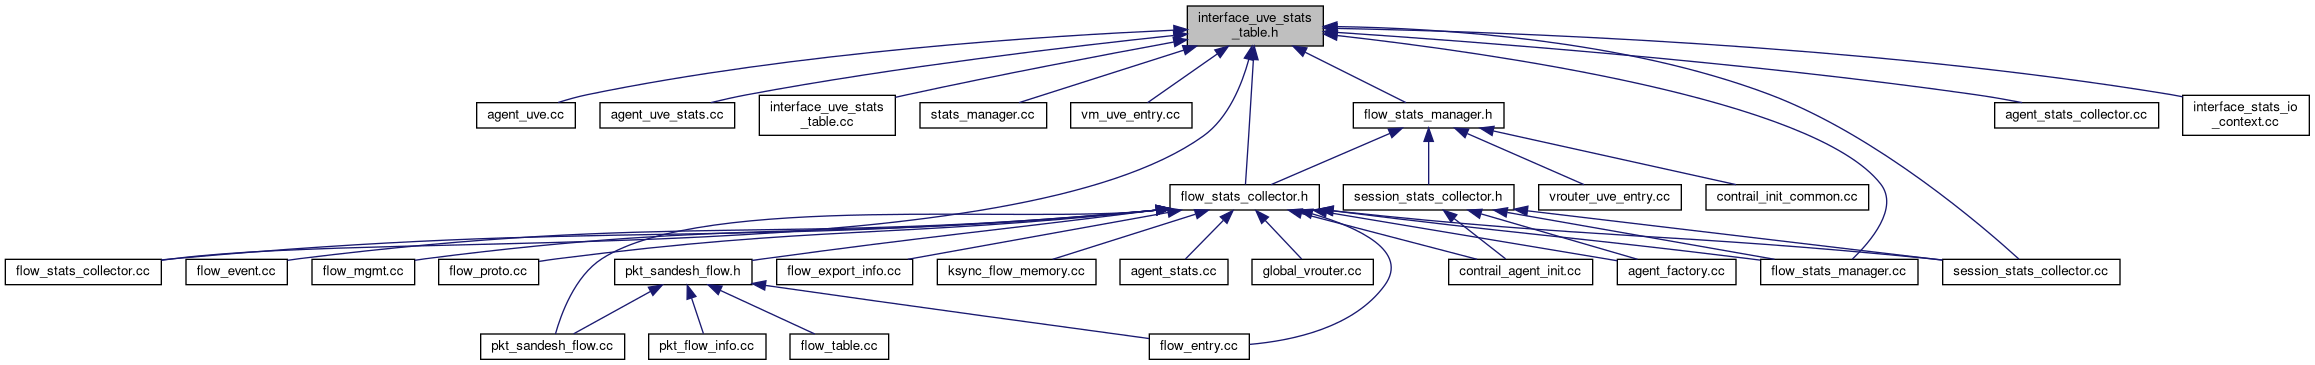 interface_uve_stats
_table.h
agent_uve.cc
agent_uve_stats.cc
interface_uve_stats
_table.cc
stats_manager.cc
vm_uve_entry.cc
flow_stats_manager.h
agent_stats_collector.cc
interface_stats_io
_context.cc
flow_stats_collector.h
session_stats_collector.h
vrouter_uve_entry.cc
contrail_init_common.cc
flow_stats_collector.cc
flow_event.cc
flow_mgmt.cc
flow_proto.cc
pkt_sandesh_flow.h
flow_export_info.cc
ksync_flow_memory.cc
agent_stats.cc
global_vrouter.cc
contrail_agent_init.cc
agent_factory.cc
flow_stats_manager.cc
session_stats_collector.cc
pkt_sandesh_flow.cc
pkt_flow_info.cc
flow_table.cc
flow_entry.cc